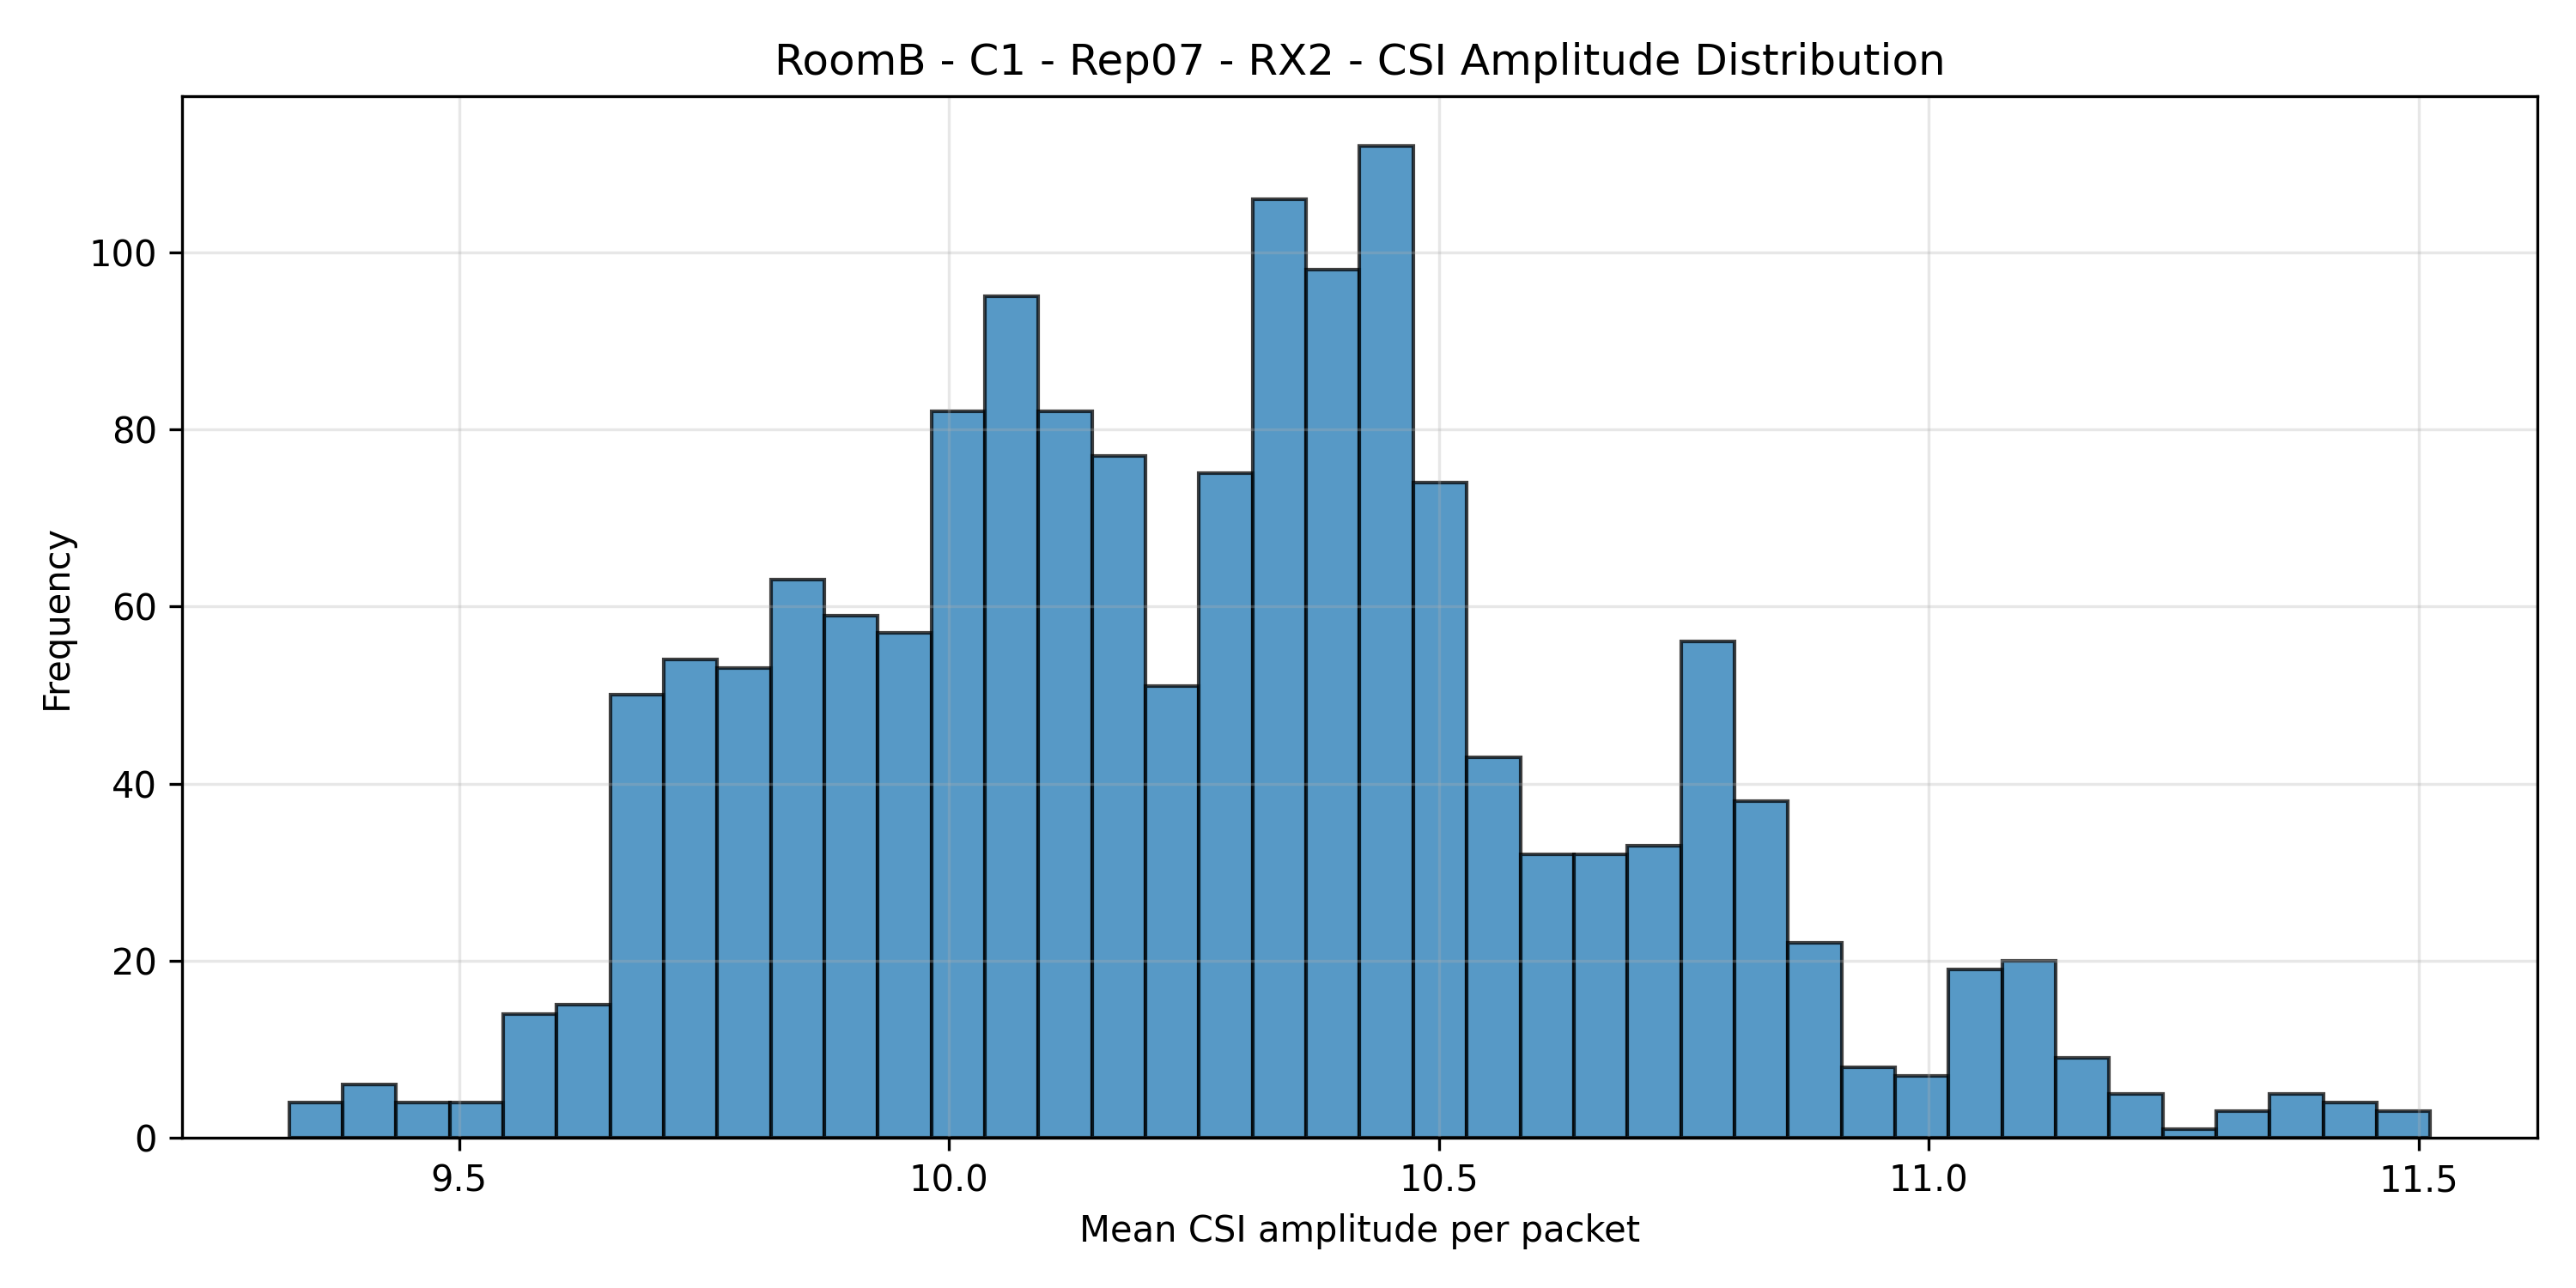 RoomB - C1 - Rep07 - RX2 - CSI Amplitude Distribution
Frequency
100
80
60
40
20
0
9.5 10.0 10.5 11.0 11.5
Mean CSI amplitude per packet